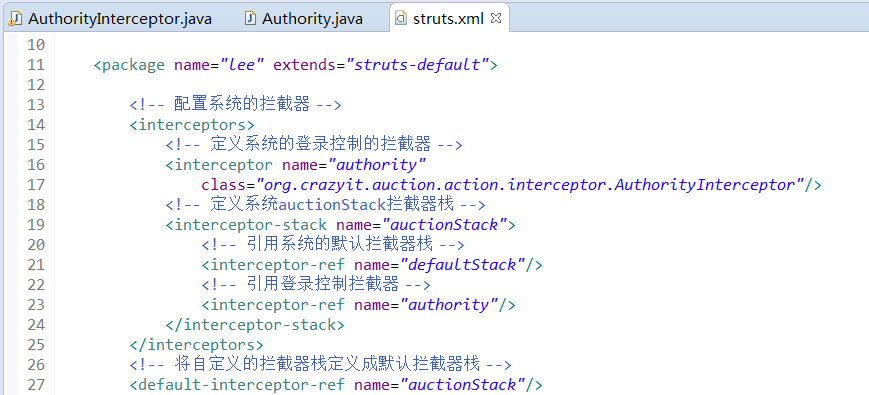 AuthorityInterceptor.java Authority.java struts.xml
10
11 <package name="lee" extends="struts-default">
12
13 <!-- 配置系统的拦截器 -->
14 <interceptors>
15 <!-- 定义系统的登录控制的拦截器 -->
16 <interceptor name="authority"
17 class="org.crazyit.auction.action.interceptor.AuthorityInterceptor"/>
18 <!-- 定义系统auctionStack拦截器栈 -->
19 <interceptor-stack name="auctionStack">
20 <!-- 引用系统的默认拦截器栈 -->
21 <interceptor-ref name="defaultStack"/>
22 <!-- 引用登录控制拦截器 -->
23 <interceptor-ref name="authority"/>
24 </interceptor-stack>
25 </interceptors>
26 <!-- 将自定义的拦截器栈定义成默认拦截器栈 -->
27 <default-interceptor-ref name="auctionStack"/>